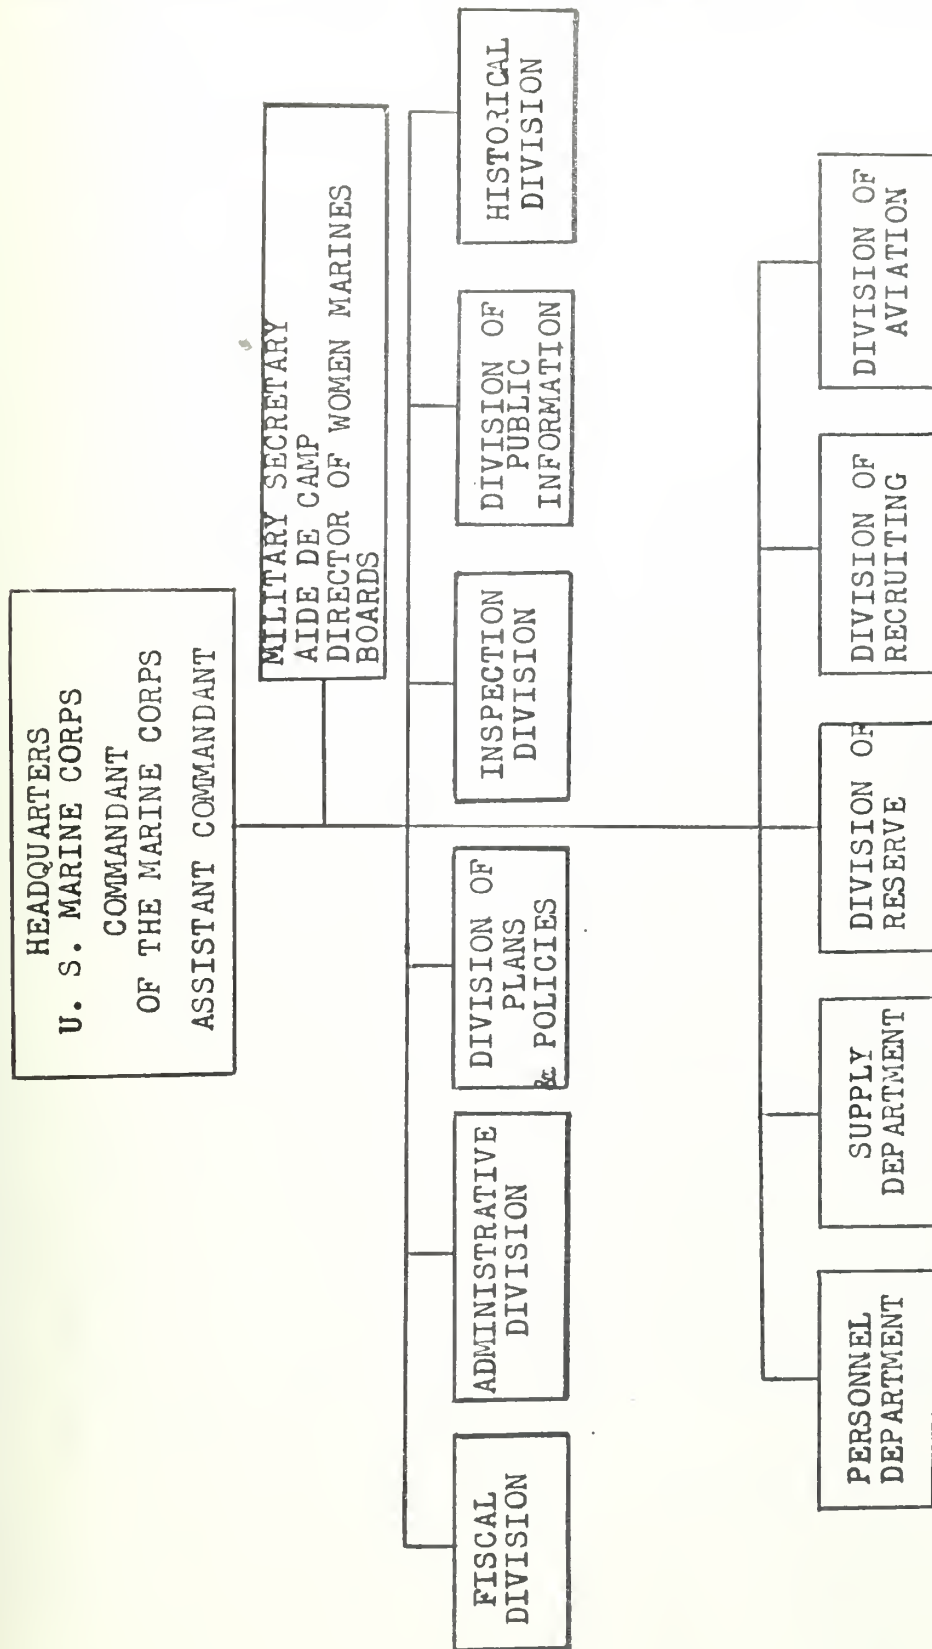 HEADQUARTERS
U. S. MARINE CORPS
COMMANDANT
OF THE MARINE CORPS
ASSISTANT COMMANDANT
MILITARY SECRETARY
AIDE DE CAMP
DIRECTOR OF WOMEN MARINES
BOARDS
FISCAL
DIVISION
ADMINISTRATIVE
DIVISION
DIVISION OF
PLANS
& POLICIES
INSPECTION
DIVISION
DIVISION OF
PUBLIC
INFORMATION
HISTORICAL
DIVISION
PERSONNEL
DEPARTMENT
SUPPLY
DEPARTMENT
DIVISION OF
RESERVE
DIVISION OF
RECRUITING
DIVISION OF
AVIATION